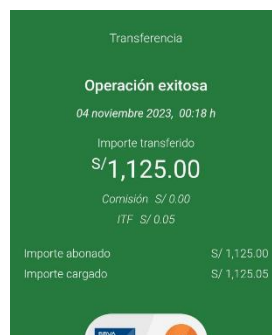 Transferencia
Operación exitosa
04 noviembre 2023, 00:18 h
Importe transferido
S/1,125.00
Comisión S/ 0.00
ITF S/ 0.05
Importe abonado S/ 1,125.00
Importe cargado S/ 1,125.05
BBVA